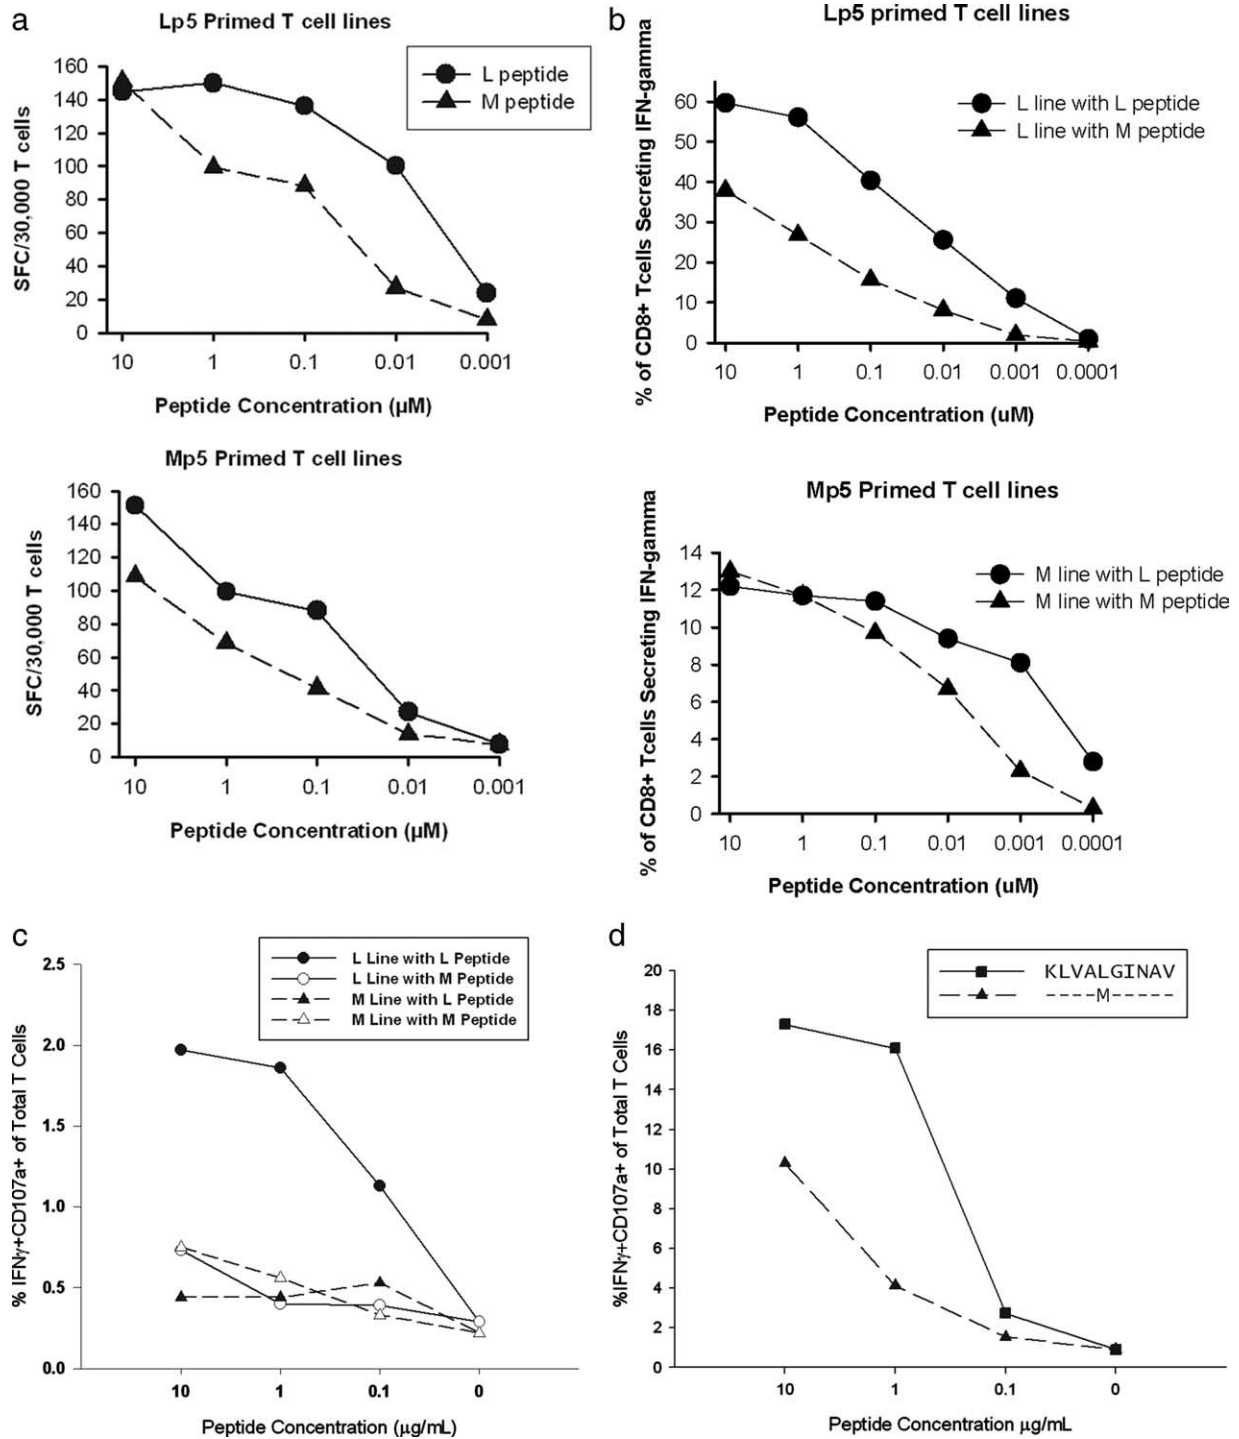 a
Lp5 Primed T cell lines
SFC/30,000 T cells
160
140
120
100
80
60
40
20
0
L peptide
M peptide
10 1 0.1 0.01 0.001
Peptide Concentration (µM)
Mp5 Primed T cell lines
SFC/30,000 T cells
160
140
120
100
80
60
40
20
0
10 1 0.1 0.01 0.001
Peptide Concentration (µM)
b
Lp5 primed T cell lines
% of CD8+ Tcells Secreting IFN-gamma
60
50
40
30
20
10
0
L line with L peptide
L line with M peptide
10 1 0.1 0.01 0.001 0.0001
Peptide Concentration (uM)
Mp5 Primed T cell lines
% of CD8+ Tcells Secreting IFN-gamma
14
12
10
8
6
4
2
0
M line with L peptide
M line with M peptide
10 1 0.1 0.01 0.001 0.0001
Peptide Concentration (uM)
c
L Line with L Peptide
L Line with M Peptide
M Line with L Peptide
M Line with M Peptide
% IFNγ+CD107a+ of Total T Cells
2.5
2.0
1.5
1.0
0.5
0.0
10 1 0.1 0
Peptide Concentration (µg/mL)
d
KLVALGINAV
----M-----
%IFNγ+CD107a+ of Total T Cells
20
18
16
14
12
10
8
6
4
2
0
10 1 0.1 0
Peptide Concentration µg/mL